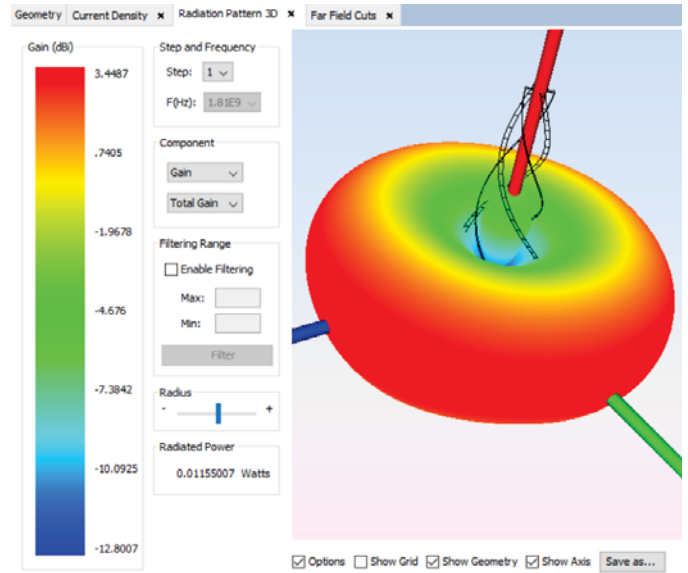 Geometry Current Density × Radiation Pattern 3D × Far Field Cuts ×
Gain (dBi)
3.4487
.7405
-1.9678
-4.676
-7.3842
-10.0925
-12.8007
Step and Frequency
Step: 1
F(Hz): 1.81E9
Component
Gain
Total Gain
Filtering Range
Enable Filtering
Max:
Min:
Filter
Radius
- +
Radiated Power
0.01155007 Watts
Options Show Grid Show Geometry Show Axis Save as...